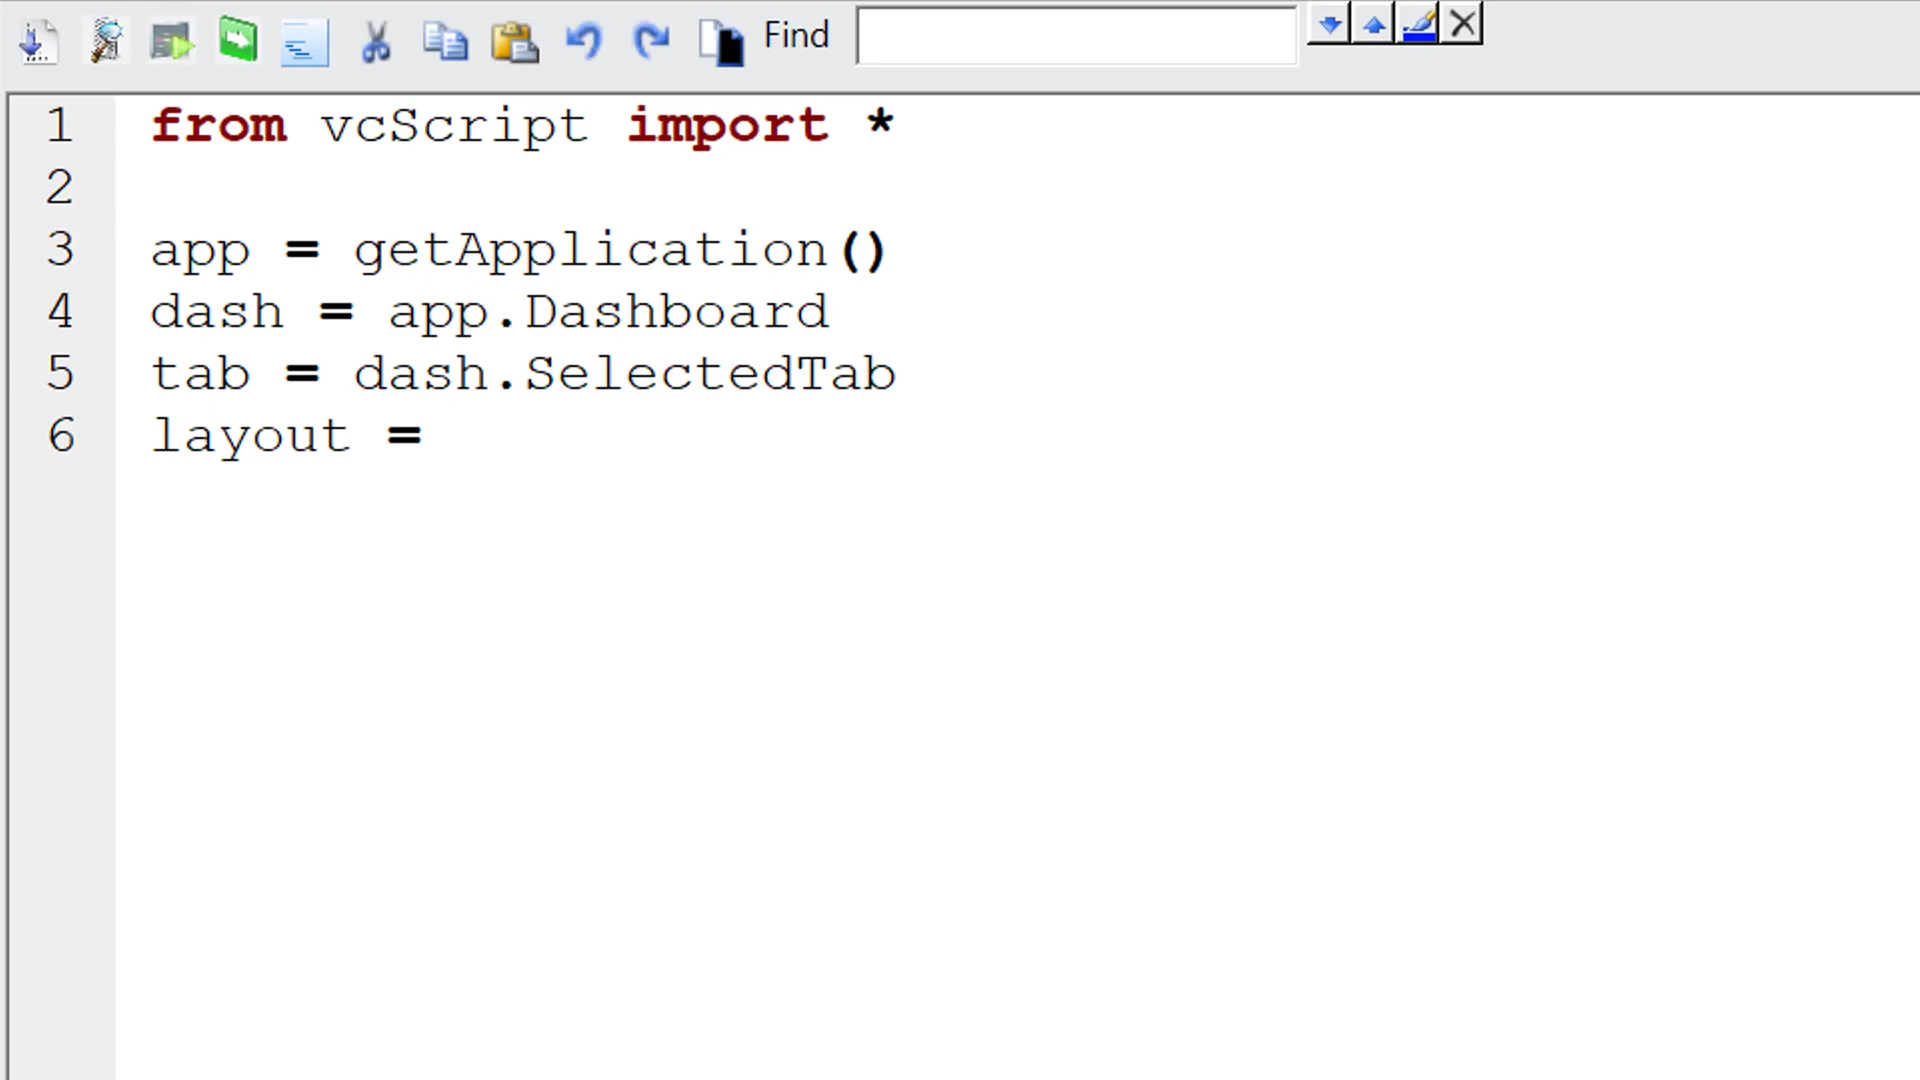 Find
1 from vcScript import *
2
3 app = getApplication()
4 dash = app.Dashboard
5 tab = dash.SelectedTab
6 layout =